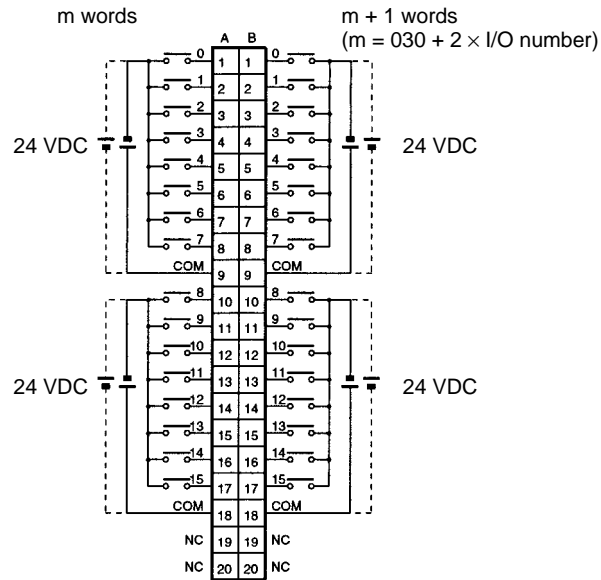 m words
m + 1 words
(m = 030 + 2 × I/O number)
A B
0 1 1 0
1 2 2 1
2 3 3 2
3 4 4 3
24 VDC 24 VDC
4 5 5 4
5 6 6 5
6 7 7 6
7 8 8 7
COM 9 9 COM
8 10 10 8
9 11 11 9
10 12 12 10
11 13 13 11
24 VDC 24 VDC
12 14 14 12
13 15 15 13
14 16 16 14
15 17 17 15
COM 18 18 COM
NC 19 19 NC
NC 20 20 NC